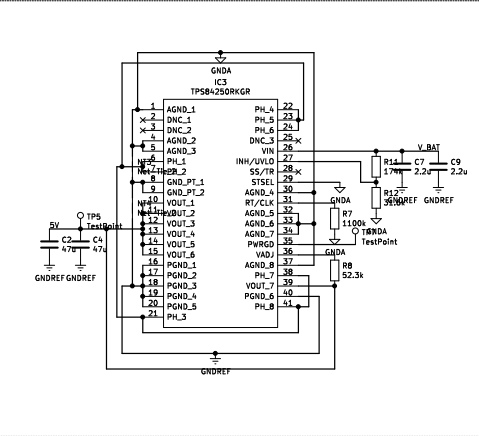 GNDA
IC3
TPS84250RKGR
1 AGND_1 PH_4 22
2 DNC_1 PH_5 23
3 DNC_2 PH_6 24
4 AGND_2 DNC_3 25
5 AGND_3 VIN 26
6 PH_1 INH/UVLO 27
SS/TR 28
8 GND_PT_1 STSEL 29
9 GND_PT_2 AGND_4 30
10 VOUT_1 RT/CLK 31
VOUT_2 AGND_5 32
12 VOUT_3 AGND_6 33
13 VOUT_4 AGND_7 34
14 VOUT_5 PWRGD 35
15 VOUT_6 VADJ 36
16 PGND_1 AGND_8 37
17 PGND_2 PH_7 38
18 PGND_3 VOUT_7 39
19 PGND_4 PGND_6 40
20 PGND_5 PH_8 41
21 PH_3
V_BAT
R11
C7
2.2u
C9
2.2u
R12
GNDREF
GNDREF
GNDA
R7
1100k
GNDA
TestPoint
GNDA
R8
52.3k
TP5
TestPoint
5V
C2
47u
C4
47u
GNDREF
GNDREF
GNDREF